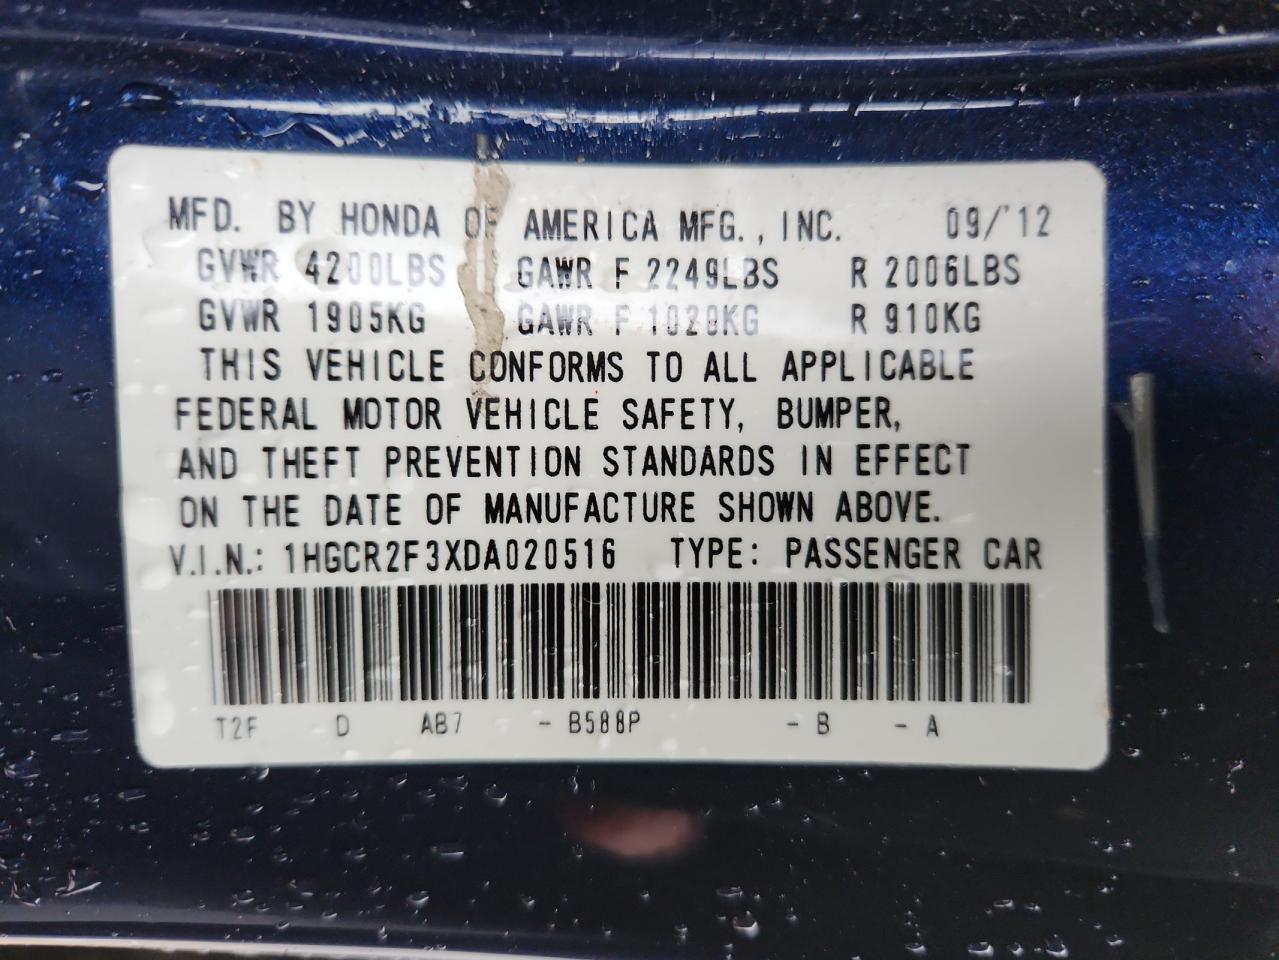 MFD. BY HONDA OF AMERICA MFG., INC. 09/'12
GVWR 4200LBS GAWR F 2249LBS R 2006LBS
GVWR 1905KG GAWR F 1020KG R 910KG
THIS VEHICLE CONFORMS TO ALL APPLICABLE
FEDERAL MOTOR VEHICLE SAFETY, BUMPER,
AND THEFT PREVENTION STANDARDS IN EFFECT
ON THE DATE OF MANUFACTURE SHOWN ABOVE.
V.I.N.: 1HGCR2F3XDA020516 TYPE: PASSENGER CAR
T2F D AB7 - B588P - B - A